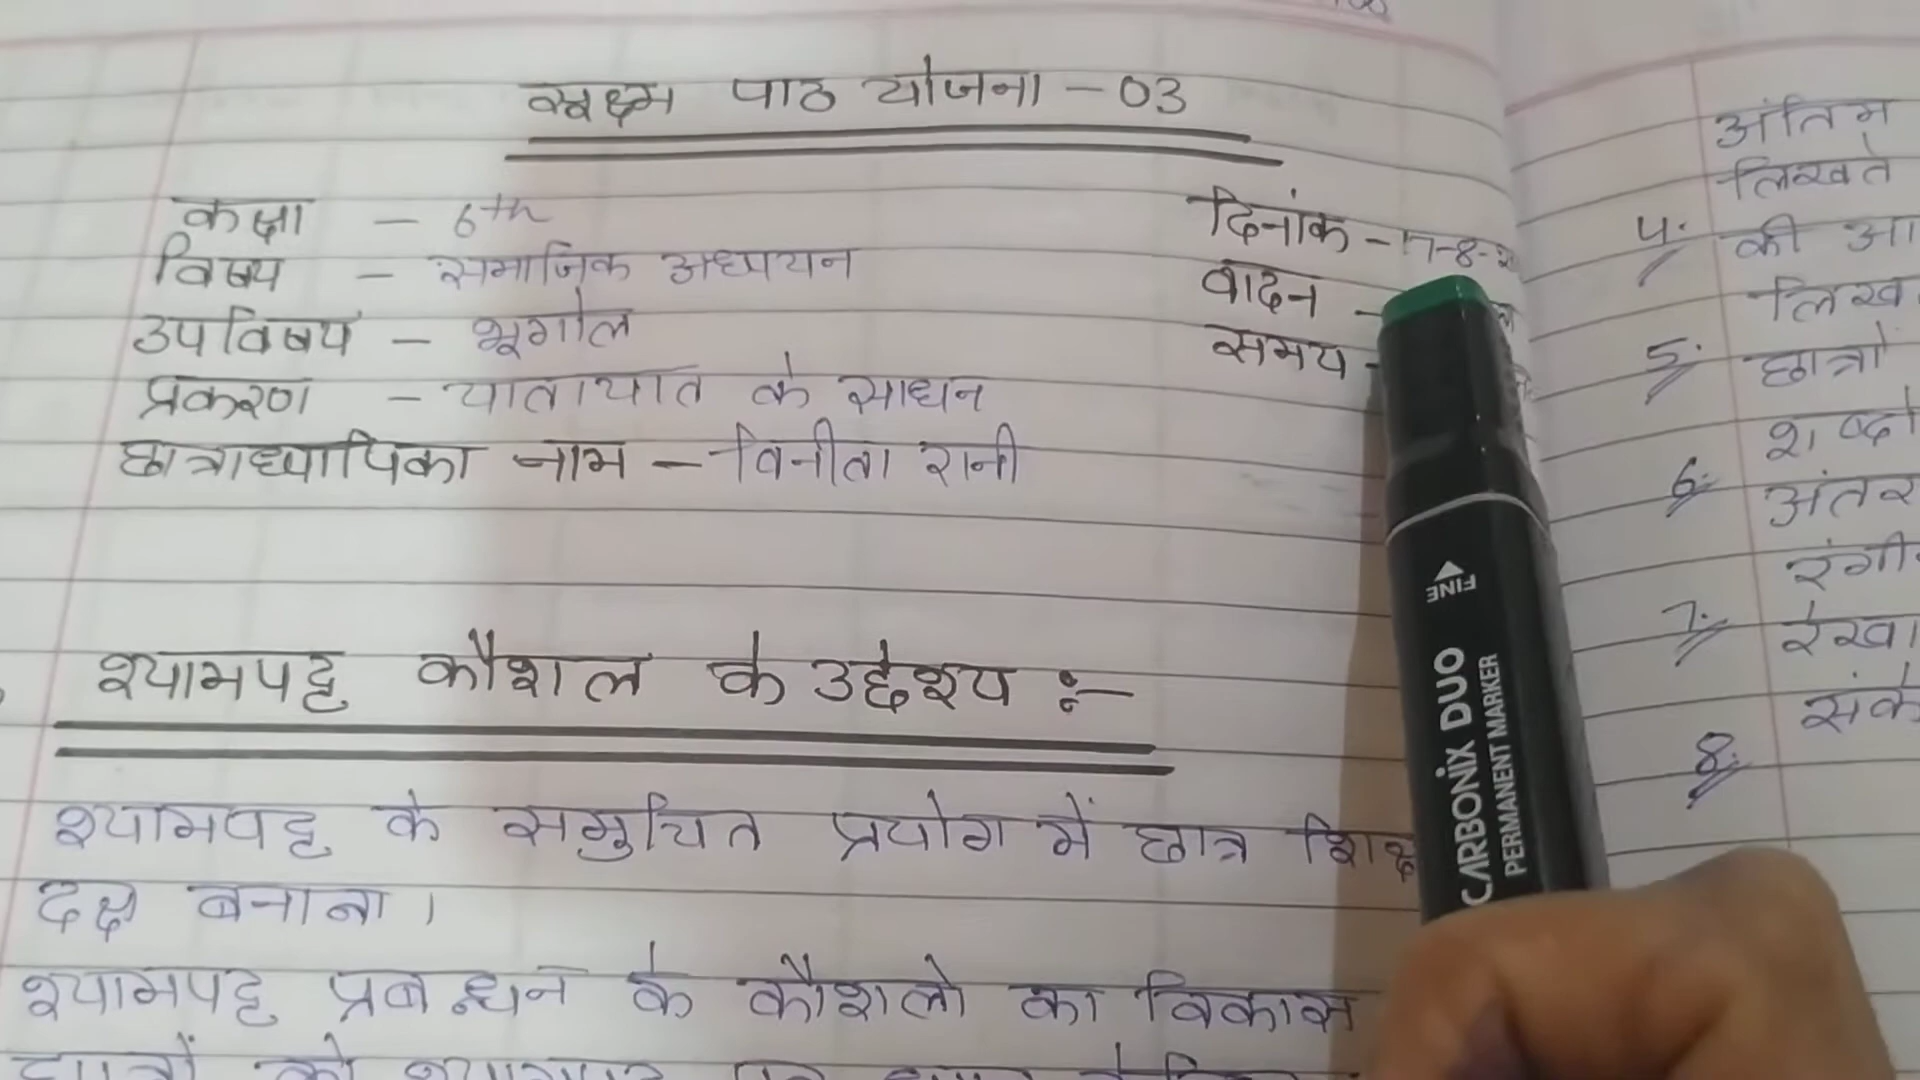 सूक्ष्म पाठ योजना - 03
कक्षा - 6th
विषय - समाजिक अध्ययन
उपविषय - भूगोल
प्रकरण - यातायात के साधन
छात्राध्यापिका नाम - विनीता रानी
दिनांक - 17-8-
वादन -
समय -
श्यामपट्ट कौशल के उद्देश्य :-
श्यामपट्ट के समुचित प्रयोग में छात्र
दक्ष बनाना।
श्यामपट्ट प्रबन्धन के कौशलो का विकास
अंतिम
लिखते
4. की
5. छात्रों
6.
7. रेखा
8.
FINE
CARBONIX DUO
PERMANENT MARKER